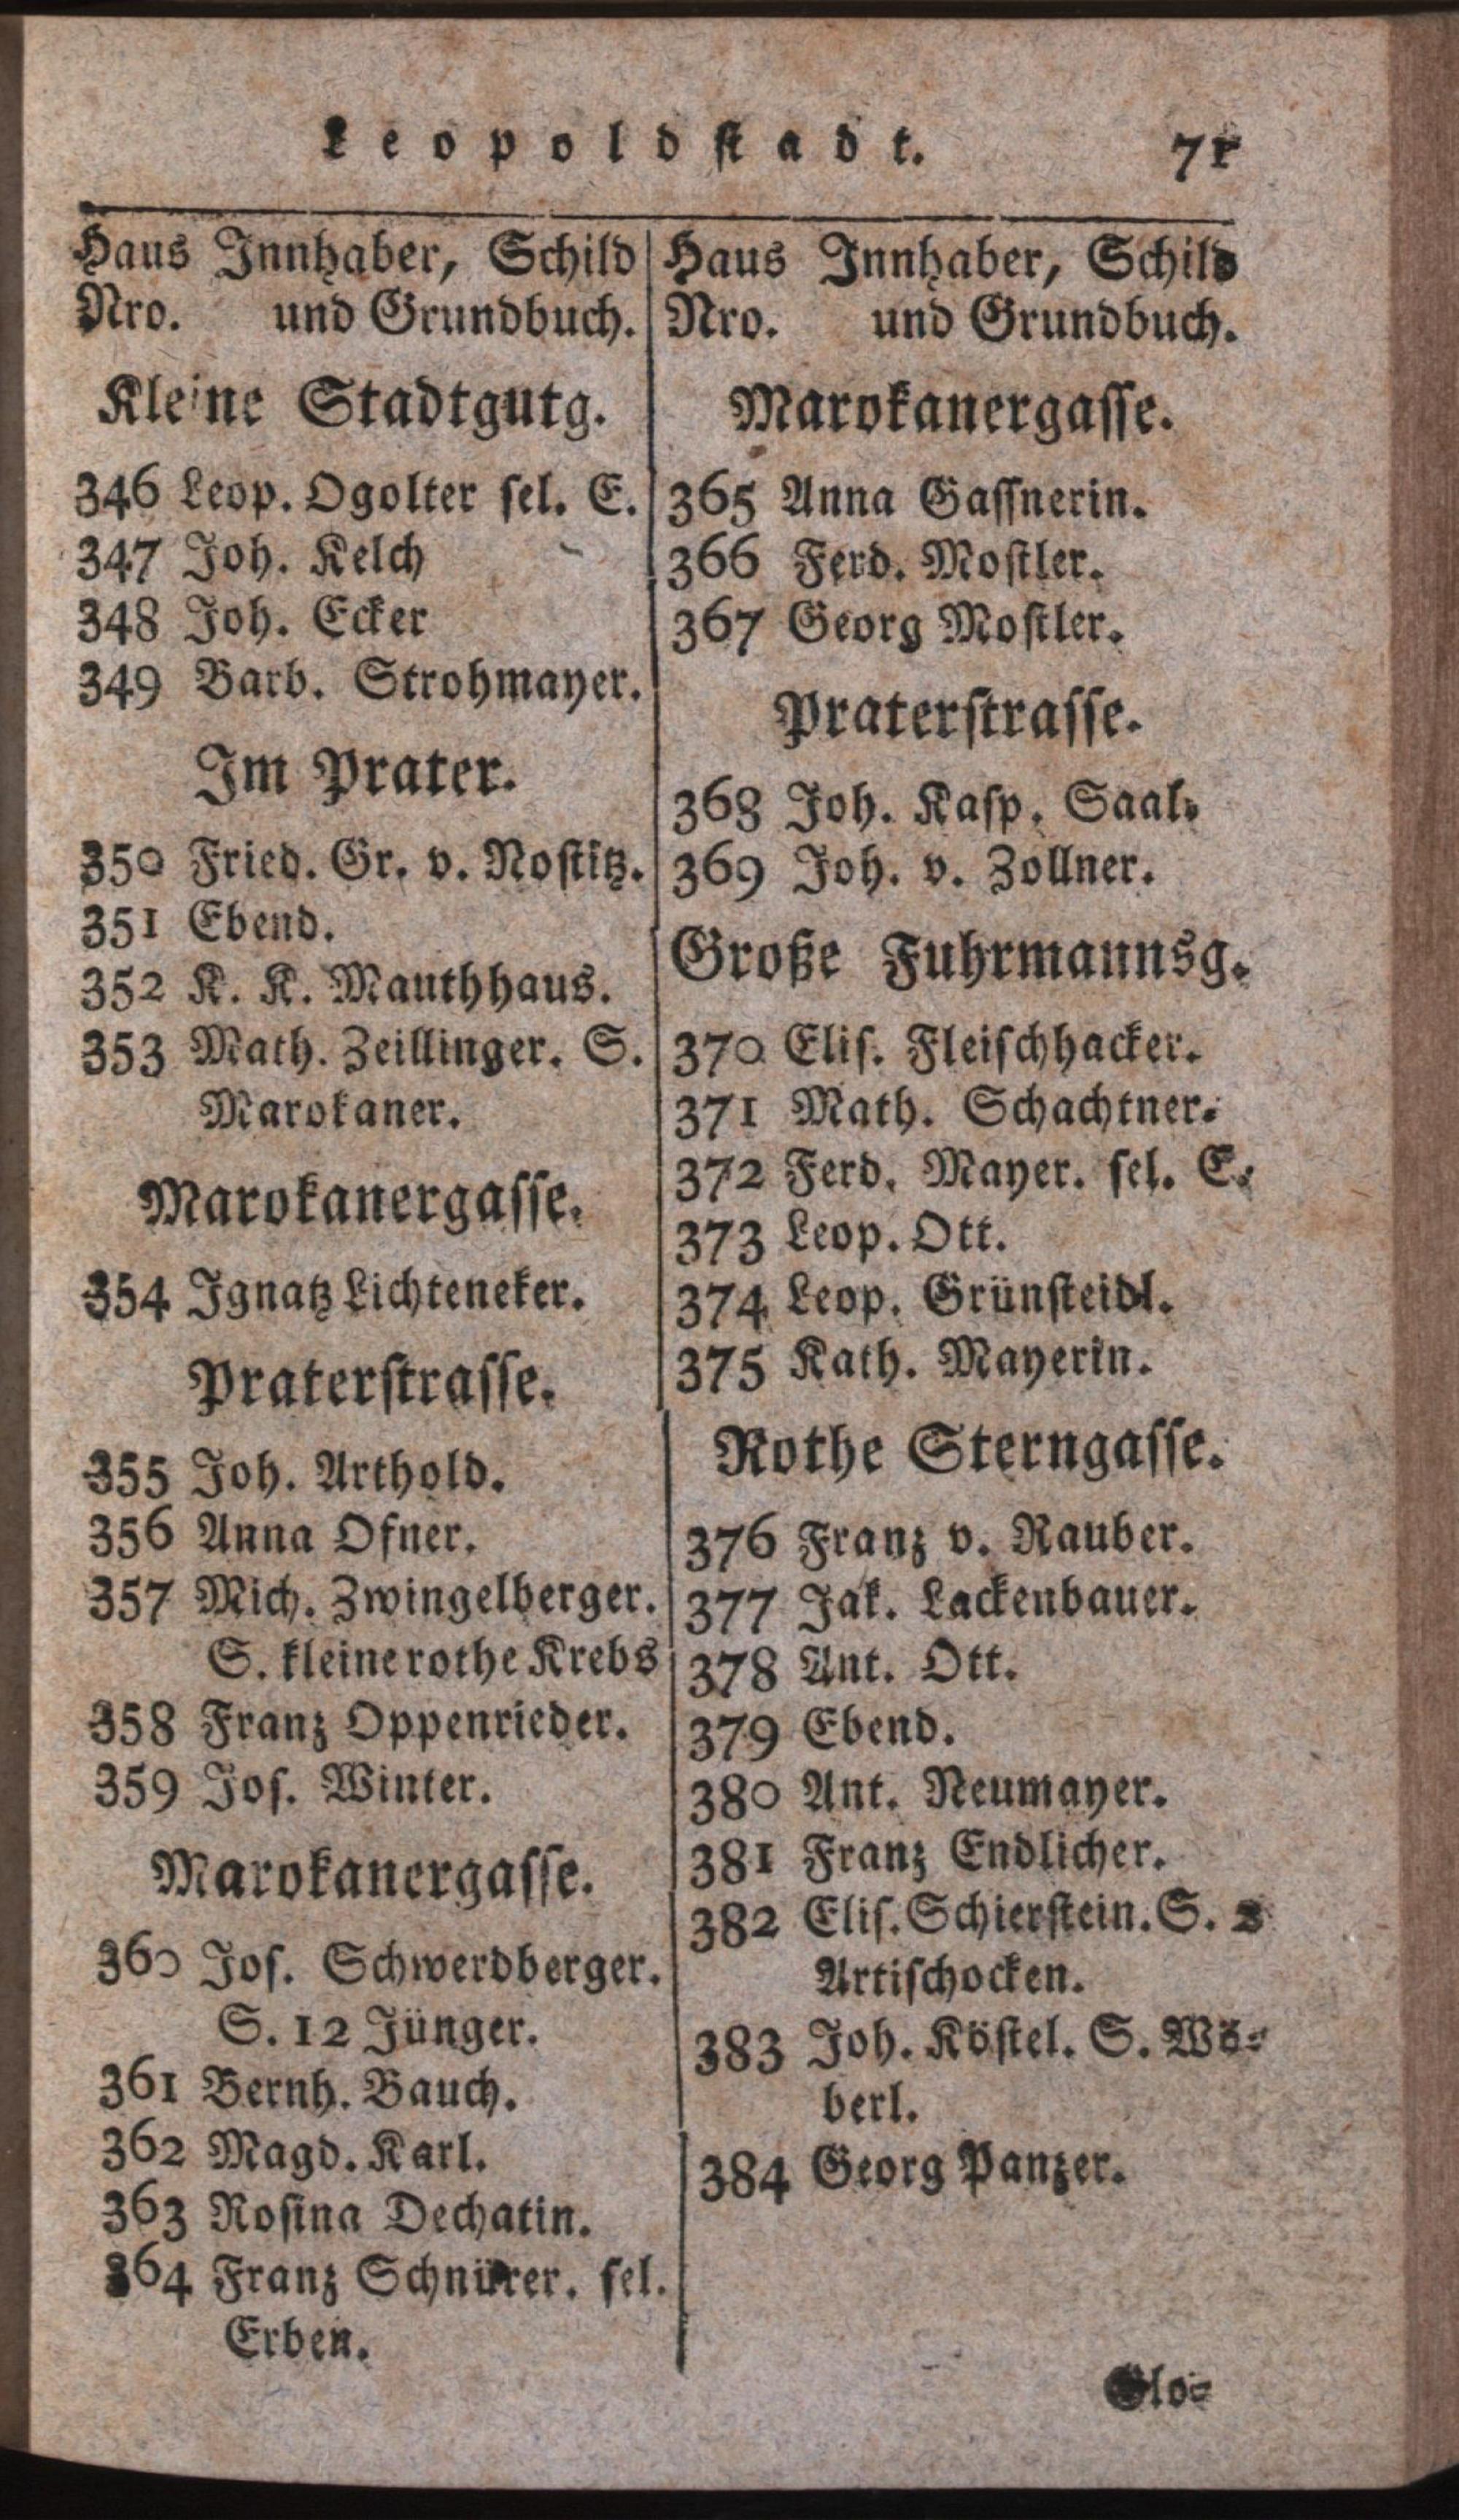 Leopoldstadt. 71
Haus Innhaber, Schild
Nro. und Grundbuch.
Kleine Stadtgutg.
346 Leop. Ogolter sel. E.
347 Joh. Kelch
348 Joh. Ecker
349 Barb. Strohmayer.
Im Prater.
350 Fried. Gr. v. Nostitz.
351 Ebend.
352 K. K. Mauthhaus.
353 Math. Zeillinger. S.
Marokaner.
Marokanergasse.
354 Ignatz Lichteneker.
Praterstrasse.
355 Joh. Arthold.
356 Anna Ofner.
357 Mich. Zwingelberger.
S. kleine rothe Krebs
358 Franz Oppenrieder.
359 Jos. Winter.
Marokanergasse.
360 Jos. Schwerdberger.
S. 12 Jünger.
361 Bernh. Bauch.
362 Magd. Karl.
363 Rosina Dechatin.
364 Franz Schnürer. sel.
Erben.
Haus Innhaber, Schild
Nro. und Grundbuch.
Marokanergasse.
365 Anna Gassnerin.
366 Ferd. Mostler.
367 Georg Mostler.
Praterstrasse.
368 Joh. Kasp. Saal.
369 Joh. v. Zollner.
Große Fuhrmannsg.
370 Elis. Fleischhacker.
371 Math. Schachtner.
372 Ferd. Mayer. sel. E.
373 Leop. Ott.
374 Leop. Grünsteidl.
375 Kath. Mayerin.
Rothe Sterngasse.
376 Franz v. Rauber.
377 Jak. Lackenbauer.
378 Ant. Ott.
379 Ebend.
380 Ant. Neumayer.
381 Franz Endlicher.
382 Elis. Schierstein. S.
Artischocken.
383 Joh. Köstel. S. Wö-
berl.
384 Georg Panzer.